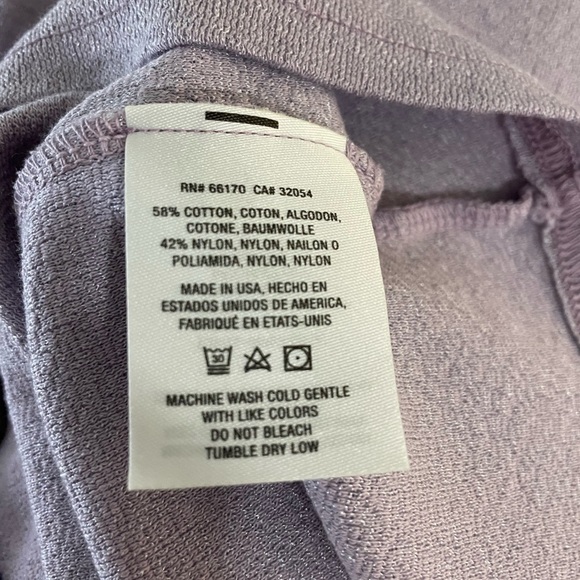 RN# 66170 CA# 32054
58% COTTON, COTON, ALGODON,
COTONE, BAUMWOLLE
42% NYLON, NYLON, NAILON O
POLIAMIDA, NYLON, NYLON
MADE IN USA, HECHO EN
ESTADOS UNIDOS DE AMERICA,
FABRIQUÉ EN ETATS-UNIS
30
MACHINE WASH COLD GENTLE
WITH LIKE COLORS
DO NOT BLEACH
TUMBLE DRY LOW